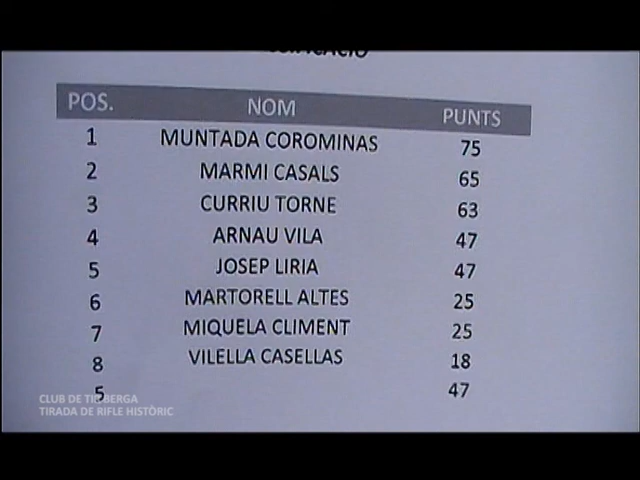 POS. NOM PUNTS
1 MUNTADA COROMINAS 75
2 MARMI CASALS 65
3 CURRIU TORNE 63
4 ARNAU VILA 47
5 JOSEP LIRIA 47
6 MARTORELL ALTES 25
7 MIQUELA CLIMENT 25
8 VILELLA CASELLAS 18
5 47
CLUB DE TIR BERGA
TIRADA DE RIFLE HISTÒRIC